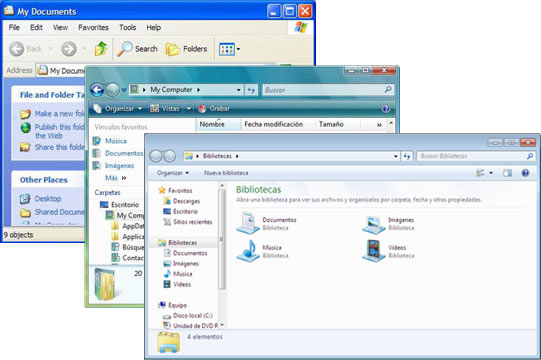 My Documents
File Edit View Favorites Tools Help
Back Search Folders
Address My Docum
File and Folder Ta
Make a new fold
Publish this fold
the Web
Share this folde
Other Places
Desktop
Shared Docume
9 objects
My Computer Buscar
Organizar Vistas Grabar
Vínculos favoritos
Música
Documentos
Imágenes
Más »
Nombre Fecha modificación Tamaño »
Carpetas
Escritorio
My Comp
AppDat
Applica
Búsque
Contac
20
Bibliotecas Buscar Bibliotecas
Organizar Nueva biblioteca
Favoritos
Descargas
Escritorio
Sitios recientes
Bibliotecas
Documentos
Imágenes
Música
Vídeos
Equipo
Disco local (C:)
Unidad de DVD R
Bibliotecas
Abra una biblioteca para ver sus archivos y organícelos por carpeta, fecha y otras propiedades.
Documentos
Biblioteca
Imágenes
Biblioteca
Música
Biblioteca
Vídeos
Biblioteca
4 elementos